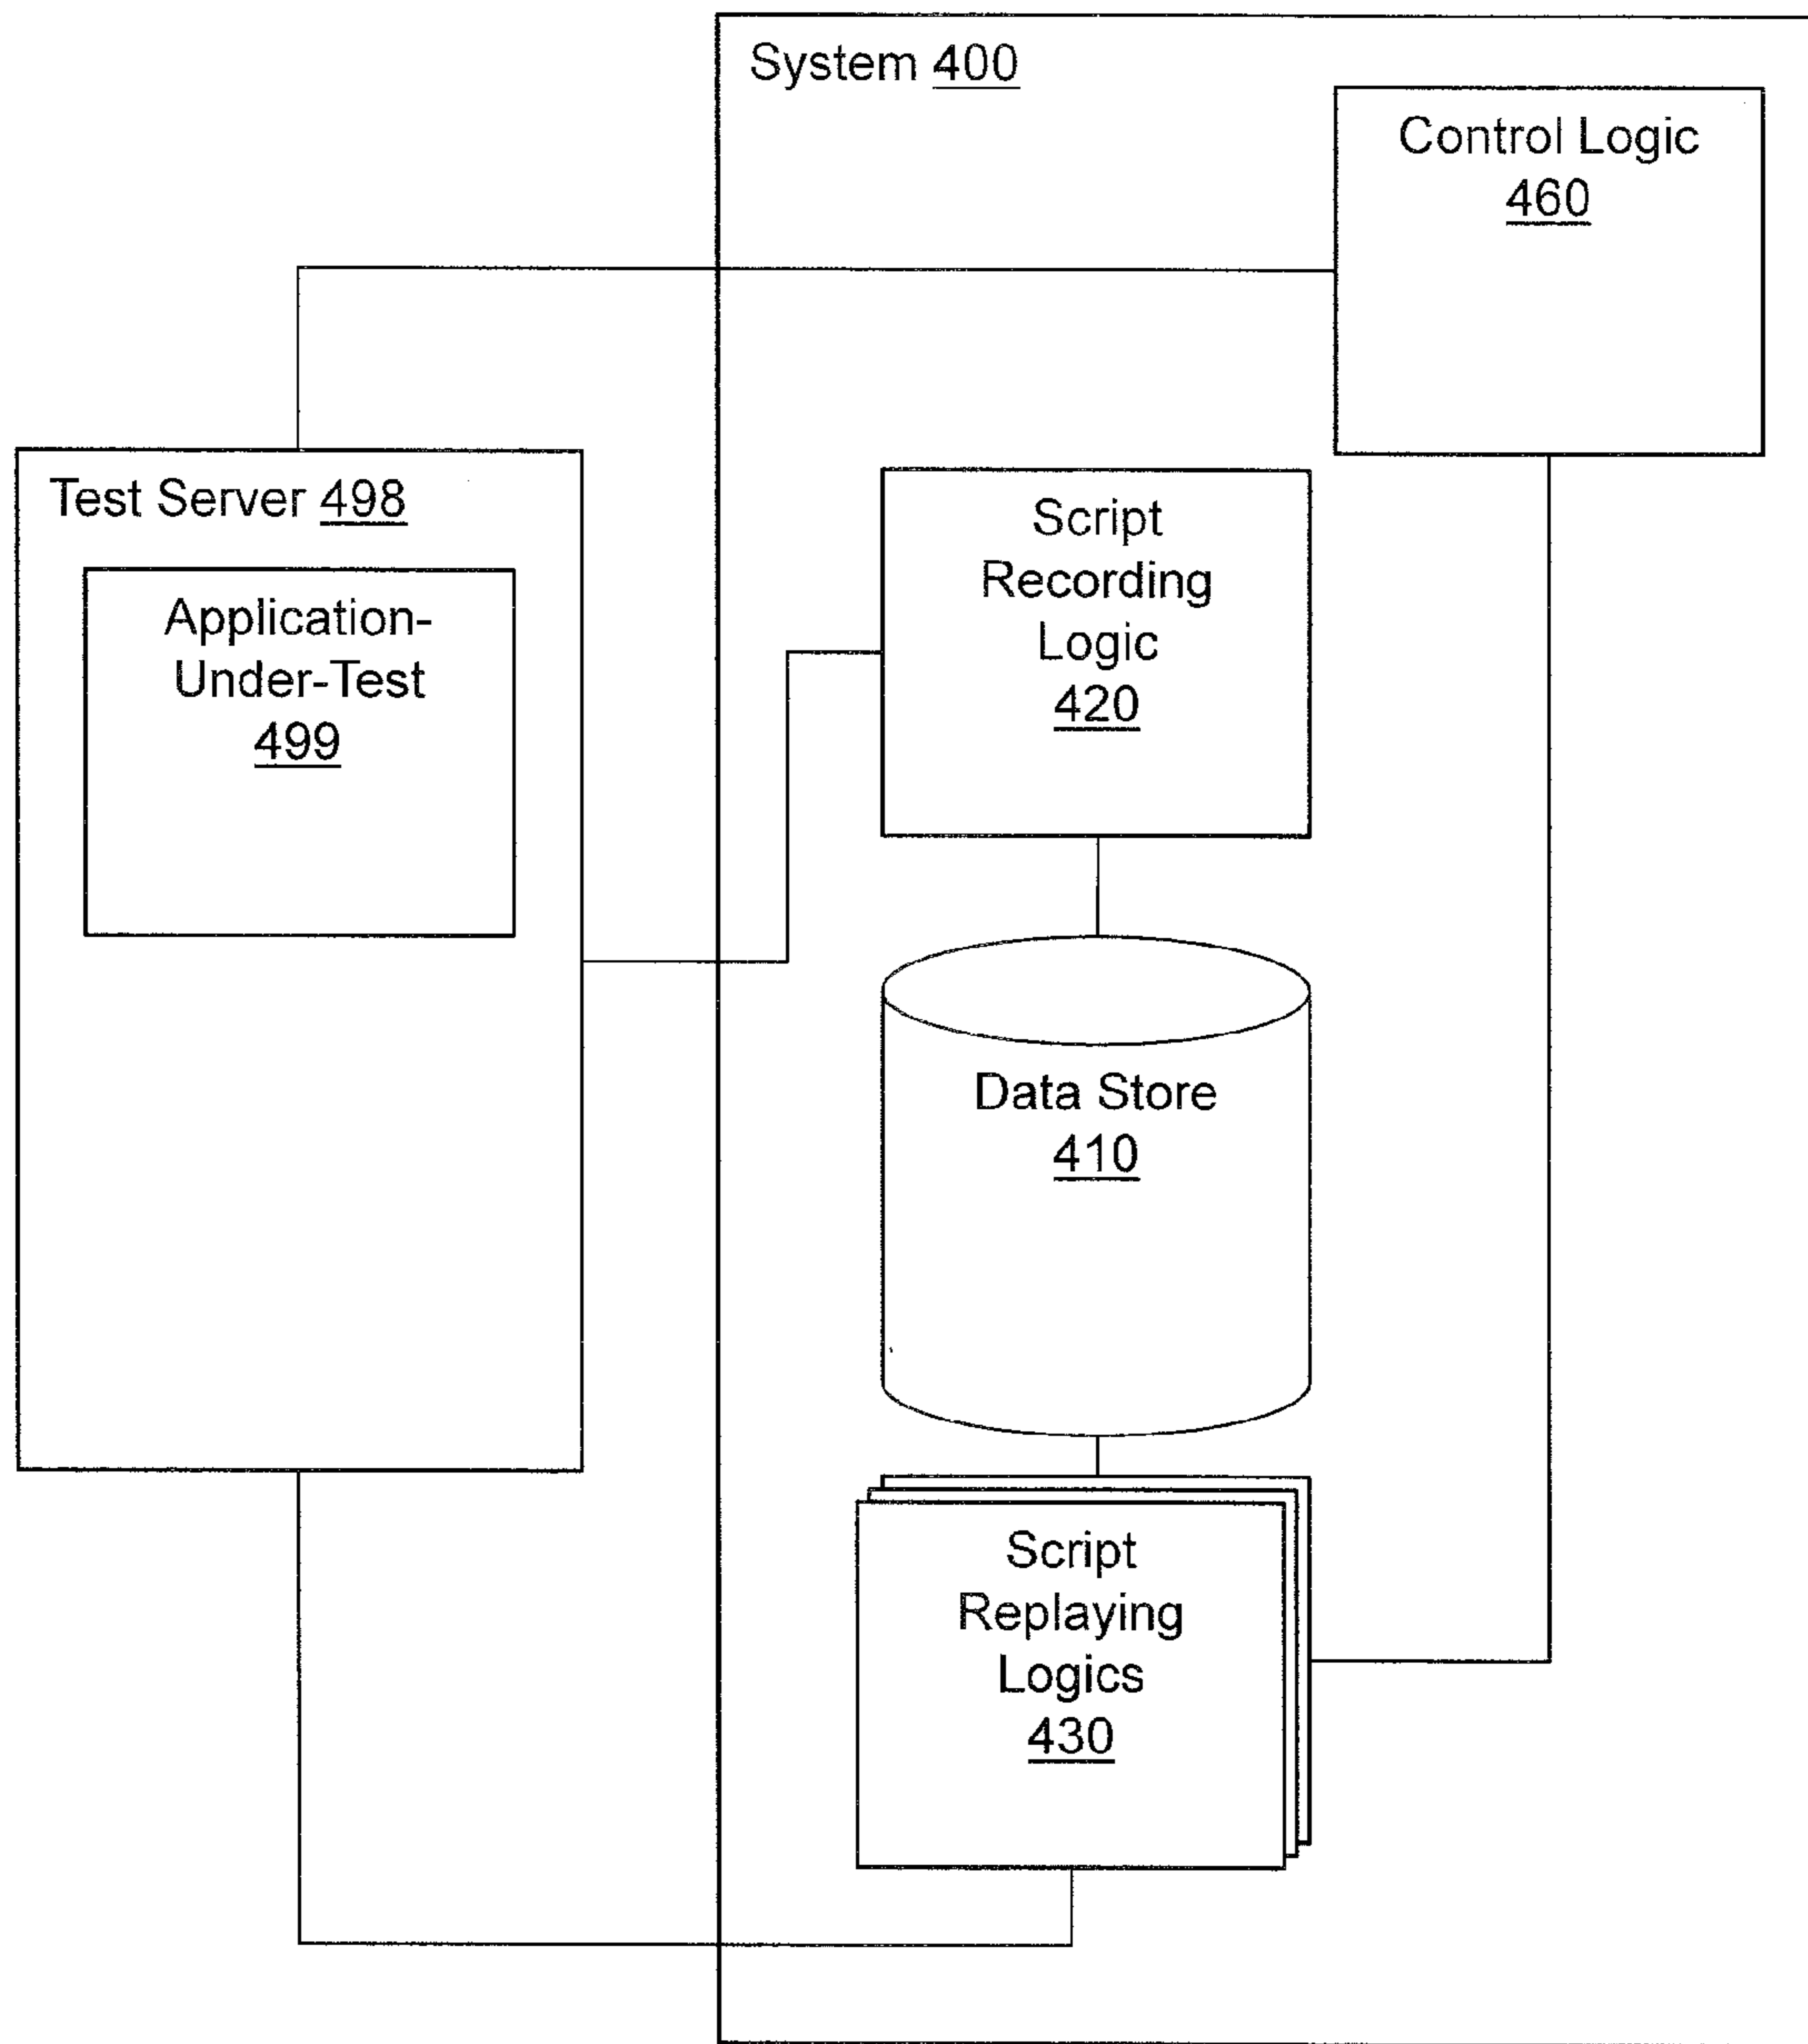 System 400
Control Logic
460
Test Server 498
Application-
Under-Test
499
Script
Recording
Logic
420
Data Store
410
Script
Replaying
Logics
430